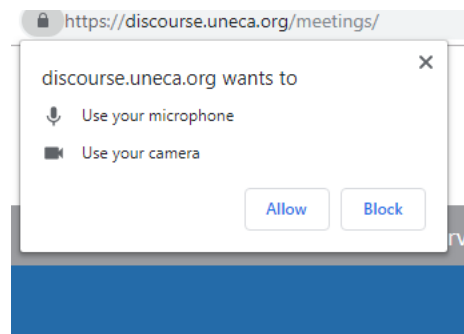 https://discourse.uneca.org/meetings/
discourse.uneca.org wants to
Use your microphone
Use your camera
Allow Block